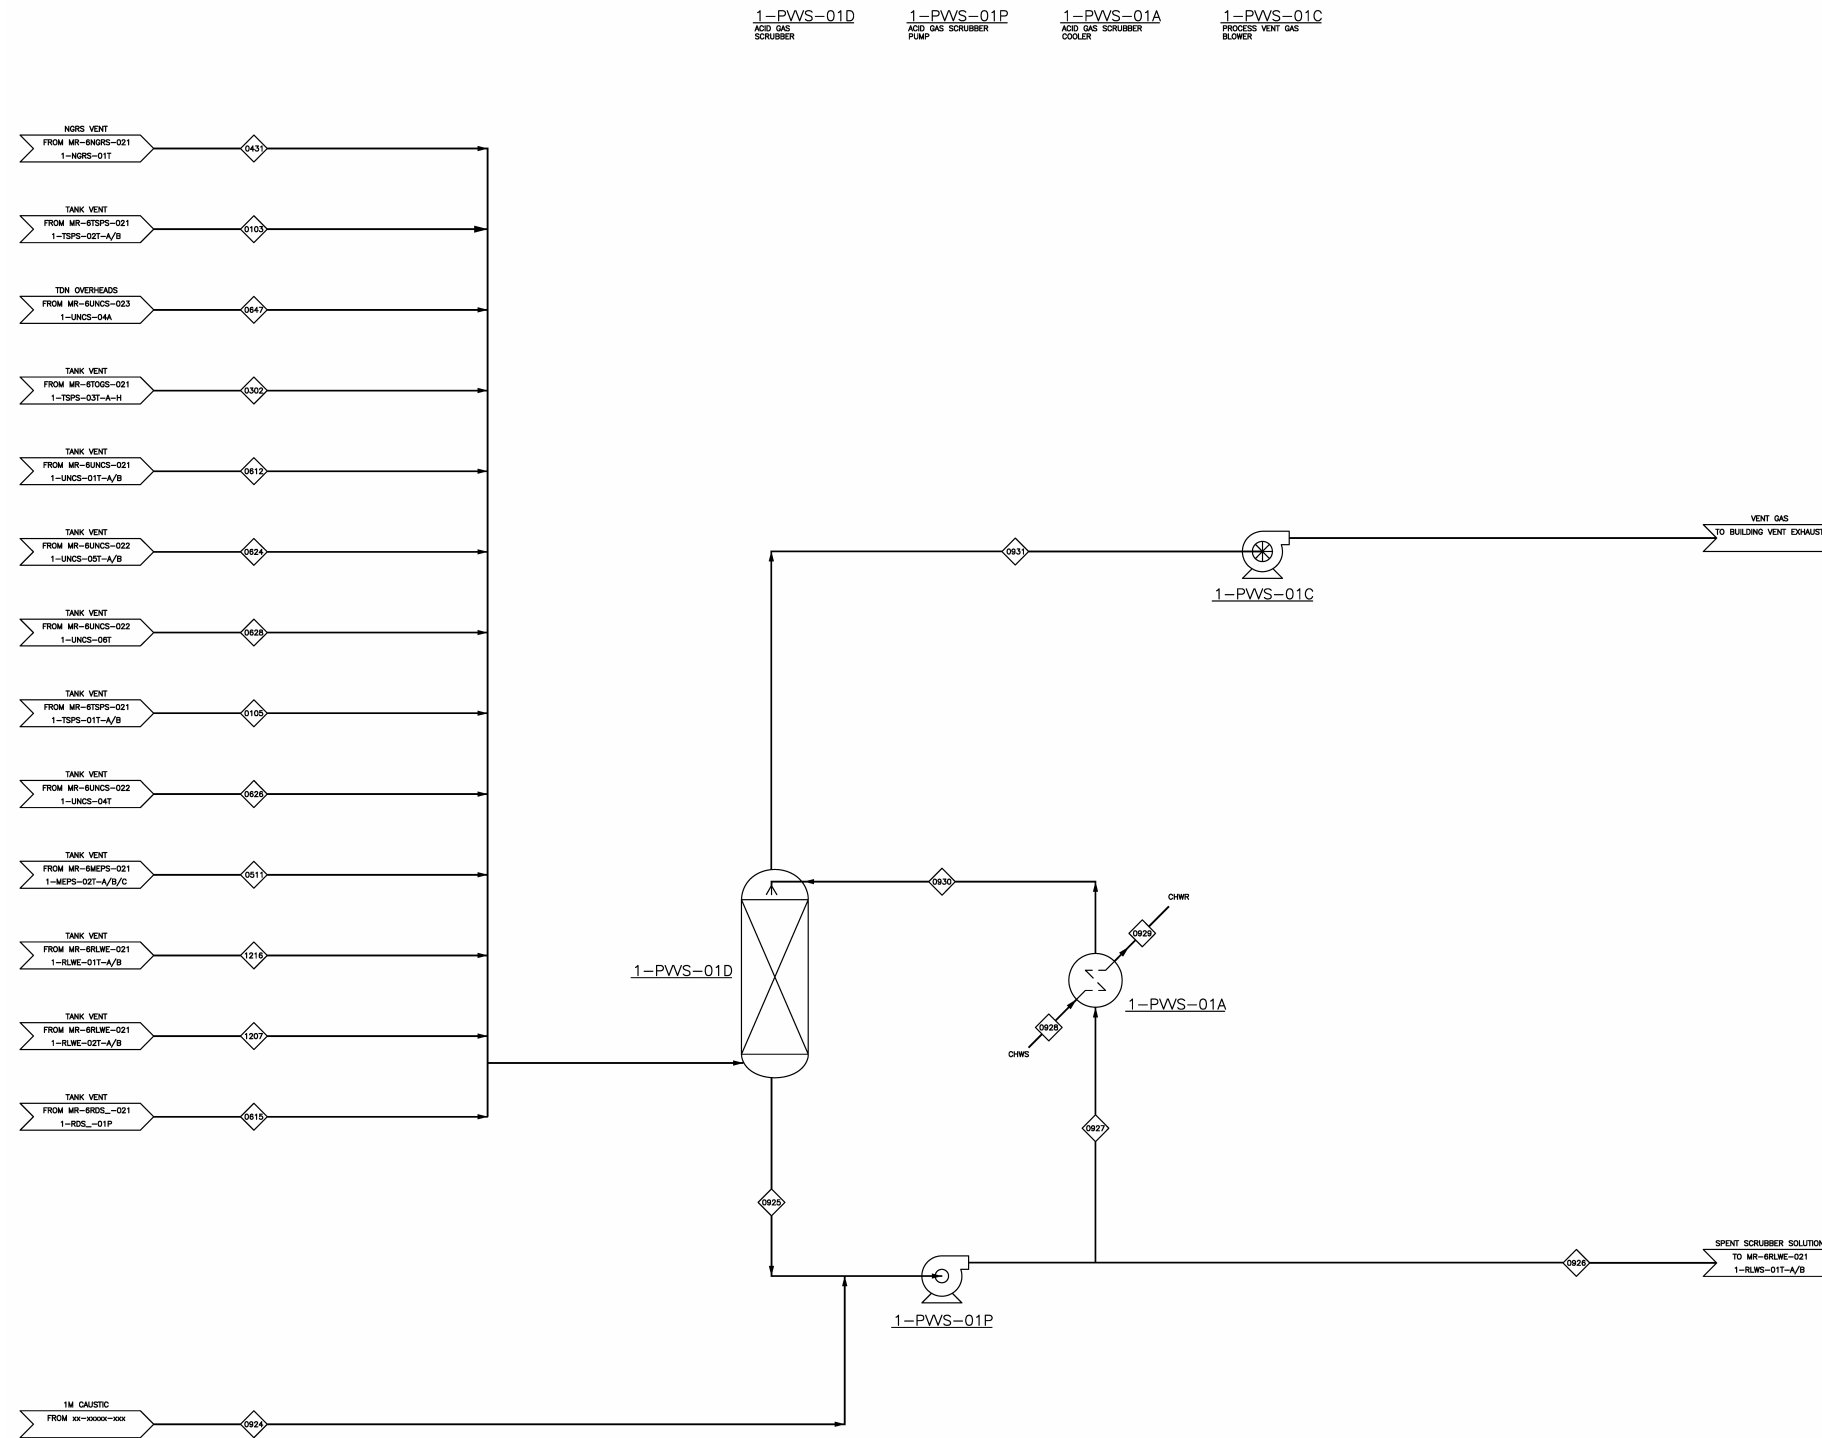 1-PVVS-01D
ACID GAS
SCRUBBER
1-PVVS-01P
ACID GAS SCRUBBER
PUMP
1-PVVS-01A
ACID GAS SCRUBBER
COOLER
1-PVVS-01C
PROCESS VENT GAS
BLOWER
NGRS VENT
FROM MR-6NGRS-021
1-NGRS-01T
0431
TANK VENT
FROM MR-6TSPS-021
1-TSPS-02T-A/B
0103
TDN OVERHEADS
FROM MR-6UNCS-023
1-UNCS-04A
0647
TANK VENT
FROM MR-6TOGS-021
1-TSPS-03T-A-H
0302
TANK VENT
FROM MR-6UNCS-021
1-UNCS-01T-A/B
0612
TANK VENT
FROM MR-6UNCS-022
1-UNCS-05T-A/B
0624
TANK VENT
FROM MR-6UNCS-022
1-UNCS-06T
0628
TANK VENT
FROM MR-6TSPS-021
1-TSPS-01T-A/B
0105
TANK VENT
FROM MR-6UNCS-022
1-UNCS-04T
0626
TANK VENT
FROM MR-6MEPS-021
1-MEPS-02T-A/B/C
0511
TANK VENT
FROM MR-6RLWE-021
1-RLWE-01T-A/B
1216
TANK VENT
FROM MR-6RLWE-021
1-RLWE-02T-A/B
1207
TANK VENT
FROM MR-6RDS_-021
1-RDS_-01P
0615
1M CAUSTIC
FROM xx-xxxxx-xxx
0924
0931
1-PVVS-01C
VENT GAS
TO BUILDING VENT EXHAUST
0930
CHWR
0929
1-PVVS-01D
1-PVVS-01A
0928
CHWS
0927
0925
1-PVVS-01P
0926
SPENT SCRUBBER SOLUTION
TO MR-6RLWE-021
1-RLWS-01T-A/B